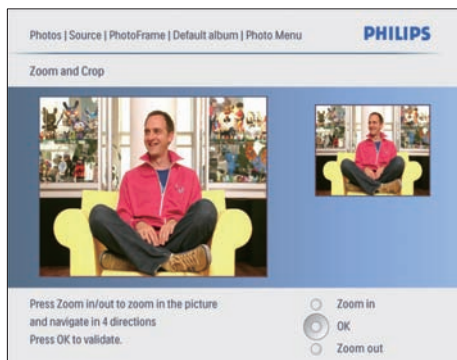 Photos | Source | PhotoFrame | Default album | Photo Menu
PHILIPS
Zoom and Crop
Press Zoom in/out to zoom in the picture
and navigate in 4 directions
Press OK to validate.
Zoom in
OK
Zoom out